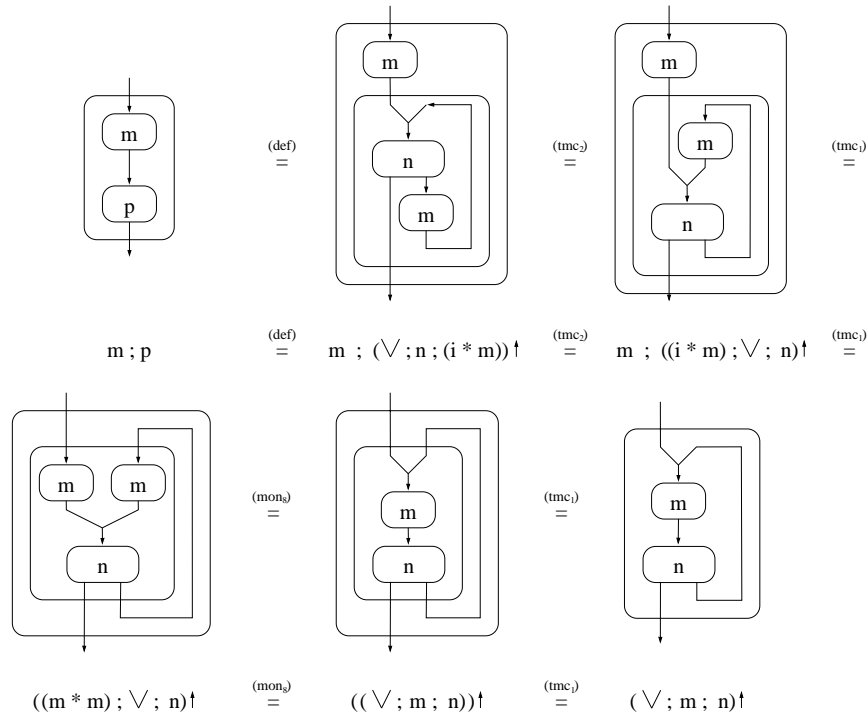 m
p
(def)
=
m
n
m
(tmc₂)
=
m
m
n
(tmc₁)
=
m ; p (def) = m ; (∨ ; n ; (i * m))↑ (tmc₂) = m ; ((i * m) ; ∨ ; n)↑ (tmc₁) =
m m
n
(mon₈)
=
m
n
(tmc₁)
=
m
n
((m * m) ; ∨ ; n)↑ (mon₈) = ((∨ ; m ; n))↑ (tmc₁) = (∨ ; m ; n)↑